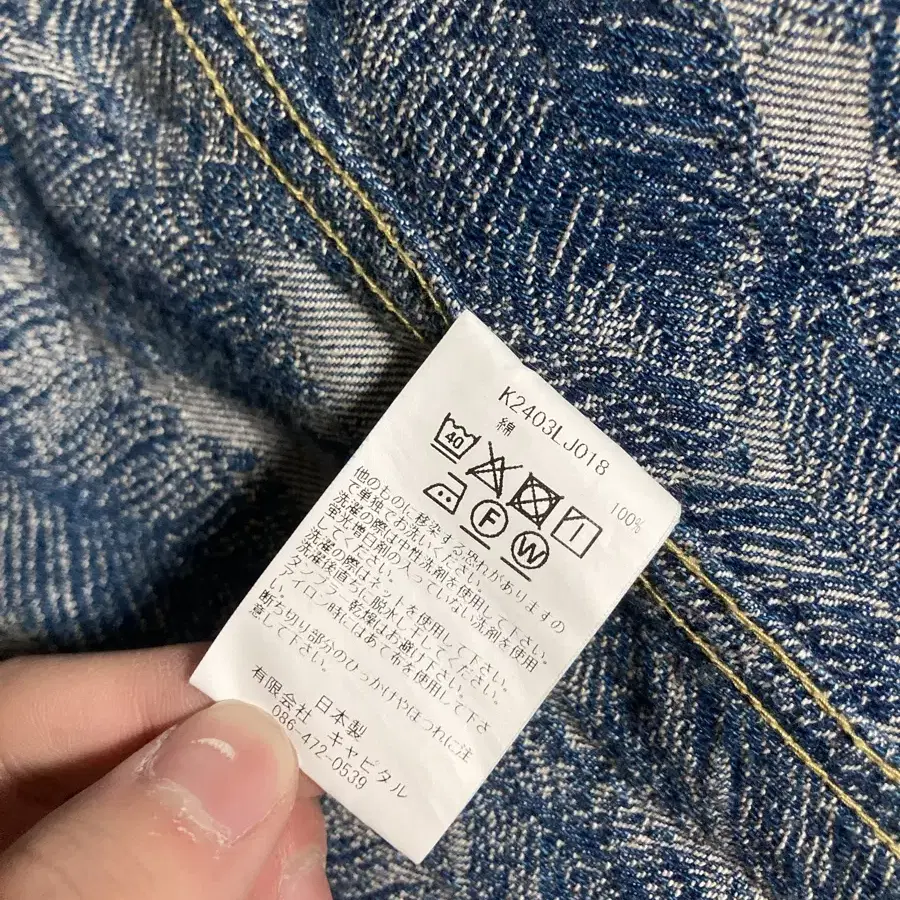 K2403LJ018
綿 100%
40
F W
他のものに移染する恐れがありますの
で単独でお洗いください。
洗濯の際は中性洗剤を使用して下さい。
蛍光増白剤の入っていない洗剤を使用
してください。
洗濯の際はネットを使用して下さい。
洗濯後直ちに脱水し干してください。
タンブラー乾燥はお避け下さい。
アイロン時にはあて布を使用して下さ
い。
断ち切り部分のひっかけやほつれに注
意して下さい。
日本製
有限会社 キャピタル
086-472-0539